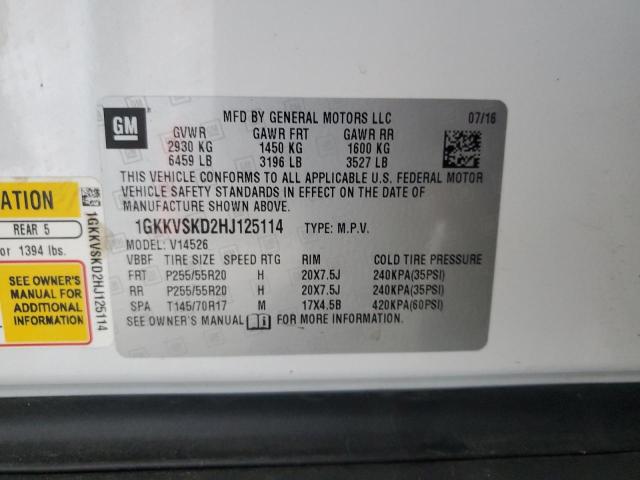 GM
MFD BY GENERAL MOTORS LLC 07/16
GVWR GAWR FRT GAWR RR
2930 KG 1450 KG 1600 KG
6459 LB 3196 LB 3527 LB
THIS VEHICLE CONFORMS TO ALL APPLICABLE U.S. FEDERAL MOTOR
VEHICLE SAFETY STANDARDS IN EFFECT ON THE DATE OF
MANUFACTURE SHOWN ABOVE.
1GKKVSKD2HJ125114 TYPE: M.P.V.
MODEL: V14526
VBBF TIRE SIZE SPEED RTG RIM COLD TIRE PRESSURE
FRT P255/55R20 H 20X7.5J 240KPA(35PSI)
RR P255/55R20 H 20X7.5J 240KPA(35PSI)
SPA T145/70R17 M 17X4.5B 420KPA(60PSI)
SEE OWNER'S MANUAL FOR MORE INFORMATION.
REAR 5
or 1394 lbs.
SEE OWNER'S
MANUAL FOR
ADDITIONAL
INFORMATION
1GKKVSKD2HJ125114